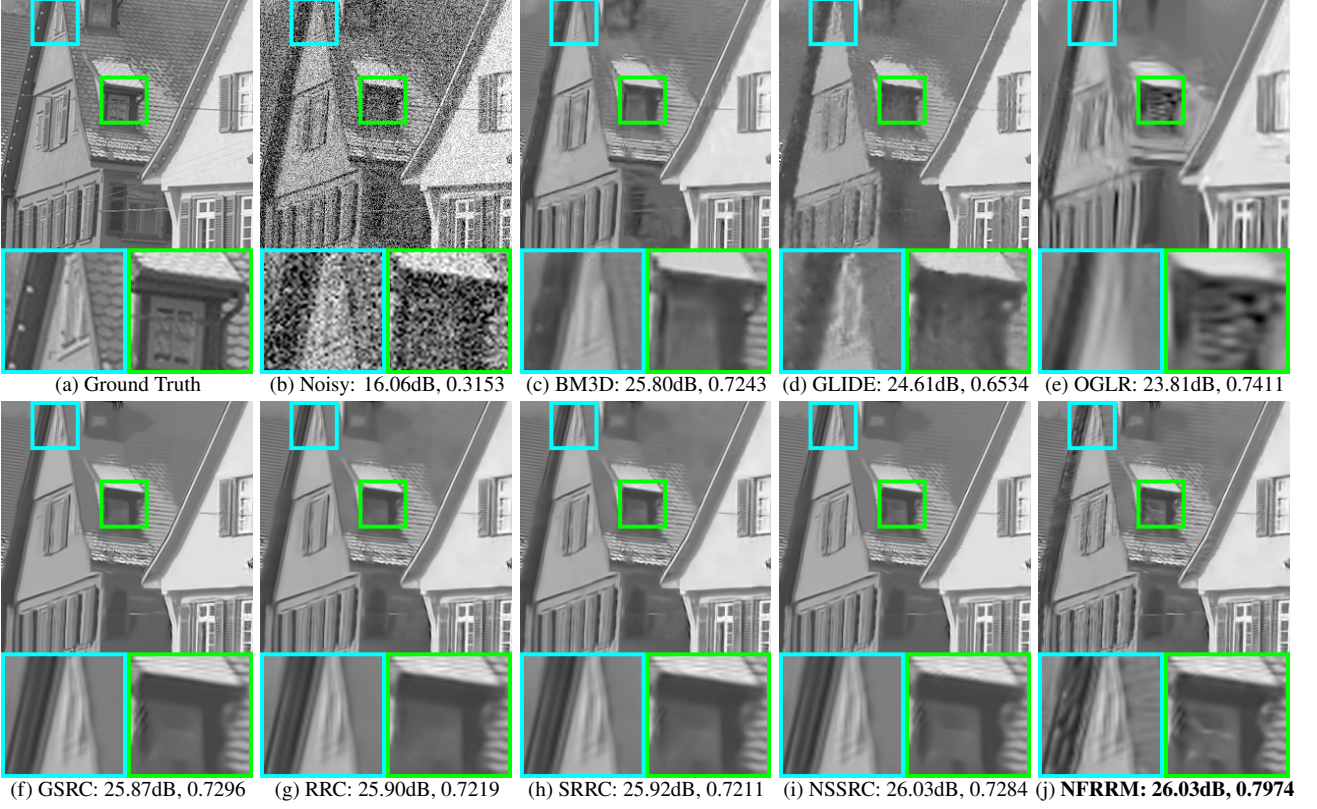 (a) Ground Truth
(b) Noisy: 16.06dB, 0.3153
(c) BM3D: 25.80dB, 0.7243
(d) GLIDE: 24.61dB, 0.6534
(e) OGLR: 23.81dB, 0.7411
(f) GSRC: 25.87dB, 0.7296
(g) RRC: 25.90dB, 0.7219
(h) SRRC: 25.92dB, 0.7211
(i) NSSRC: 26.03dB, 0.7284
(j) NFRRM: 26.03dB, 0.7974